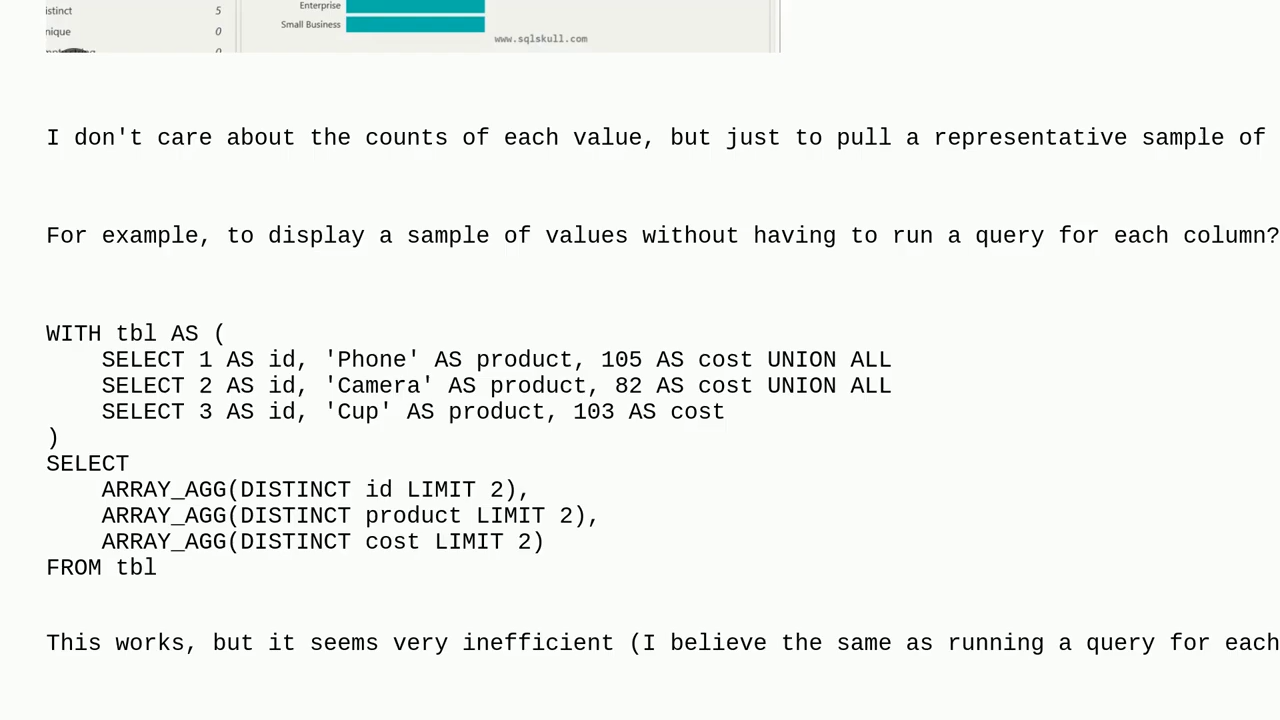 Enterprise
istinct 5
Small Business
nique 0
www.sqlskull.com
I don't care about the counts of each value, but just to pull a representative sample of
For example, to display a sample of values without having to run a query for each column?
WITH tbl AS (
    SELECT 1 AS id, 'Phone' AS product, 105 AS cost UNION ALL
    SELECT 2 AS id, 'Camera' AS product, 82 AS cost UNION ALL
    SELECT 3 AS id, 'Cup' AS product, 103 AS cost
)
SELECT
    ARRAY_AGG(DISTINCT id LIMIT 2),
    ARRAY_AGG(DISTINCT product LIMIT 2),
    ARRAY_AGG(DISTINCT cost LIMIT 2)
FROM tbl
This works, but it seems very inefficient (I believe the same as running a query for each